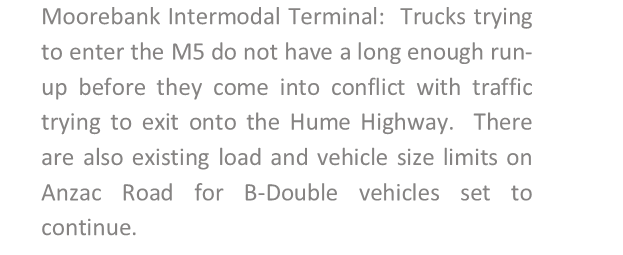 Moorebank Intermodal Terminal:  Trucks trying
to enter the M5 do not have a long enough run-
up before they come into conflict with traffic
trying to exit onto the Hume Highway.  There
are also existing load and vehicle size limits on
Anzac Road for B-Double vehicles set to
continue.